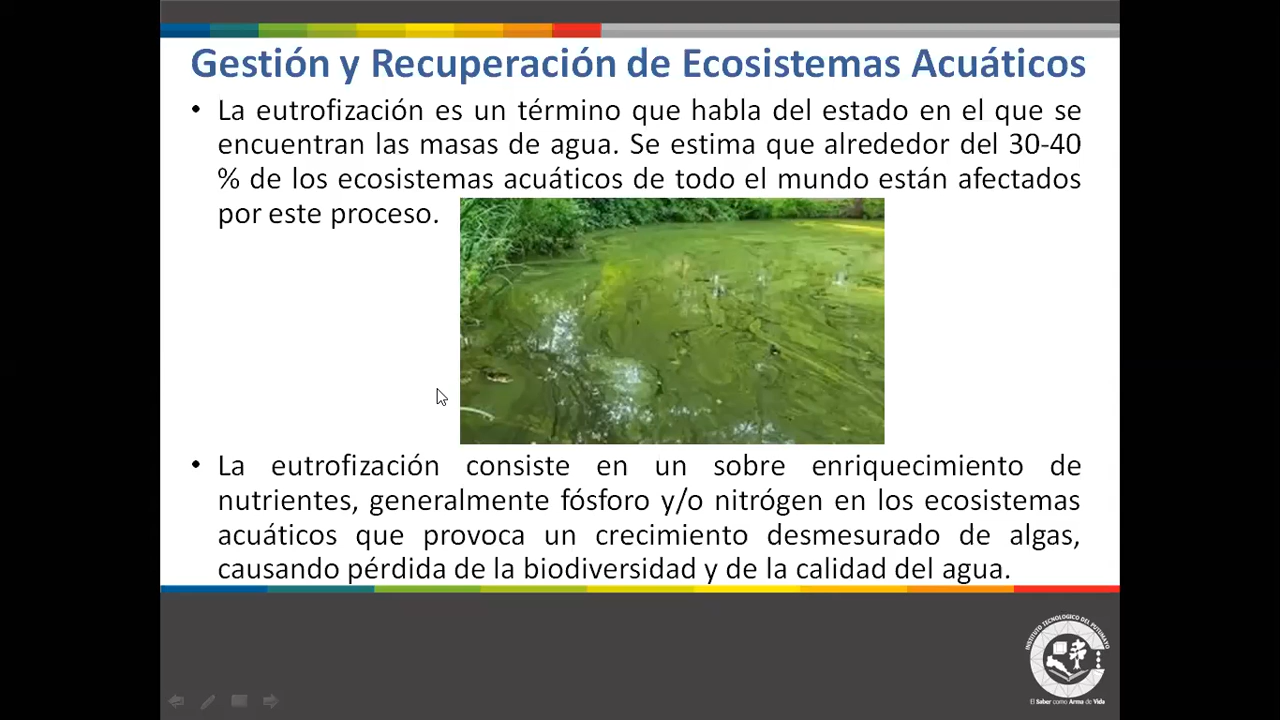 Gestión y Recuperación de Ecosistemas Acuáticos
• La eutrofización es un término que habla del estado en el que se
encuentran las masas de agua. Se estima que alrededor del 30-40
% de los ecosistemas acuáticos de todo el mundo están afectados
por este proceso.
• La eutrofización consiste en un sobre enriquecimiento de
nutrientes, generalmente fósforo y/o nitrógen en los ecosistemas
acuáticos que provoca un crecimiento desmesurado de algas,
causando pérdida de la biodiversidad y de la calidad del agua.
INSTITUTO TECNOLOGICO DEL PUTUMAYO
El Saber como Arma de Vida